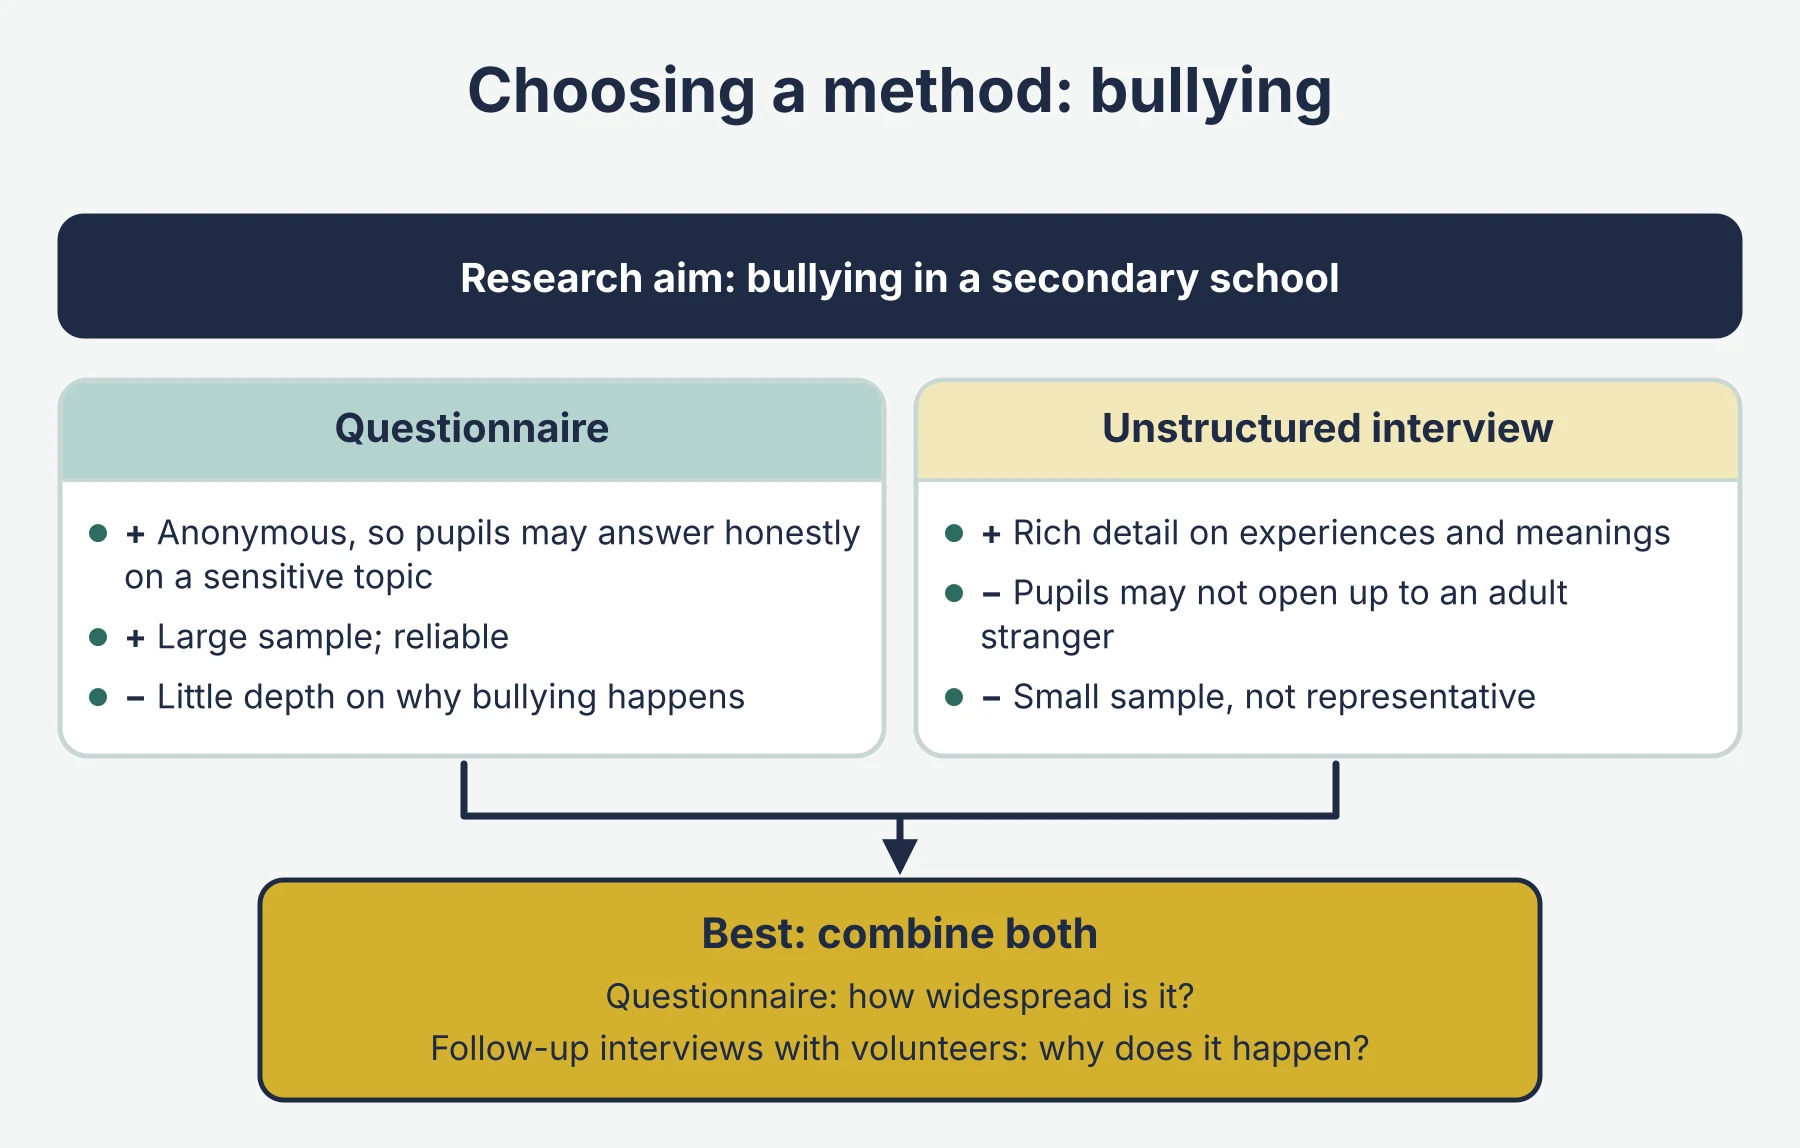 Choosing a method: bullying
Research aim: bullying in a secondary school
Questionnaire
+ Anonymous, so pupils may answer honestly
on a sensitive topic
+ Large sample; reliable
− Little depth on why bullying happens
Unstructured interview
+ Rich detail on experiences and meanings
− Pupils may not open up to an adult
stranger
− Small sample, not representative
Best: combine both
Questionnaire: how widespread is it?
Follow-up interviews with volunteers: why does it happen?